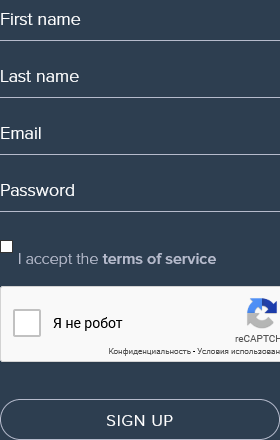 First name
Last name
Email
Password
I accept the terms of service
Я не робот
reCAPTCH
Конфиденциальность - Условия использован
SIGN UP